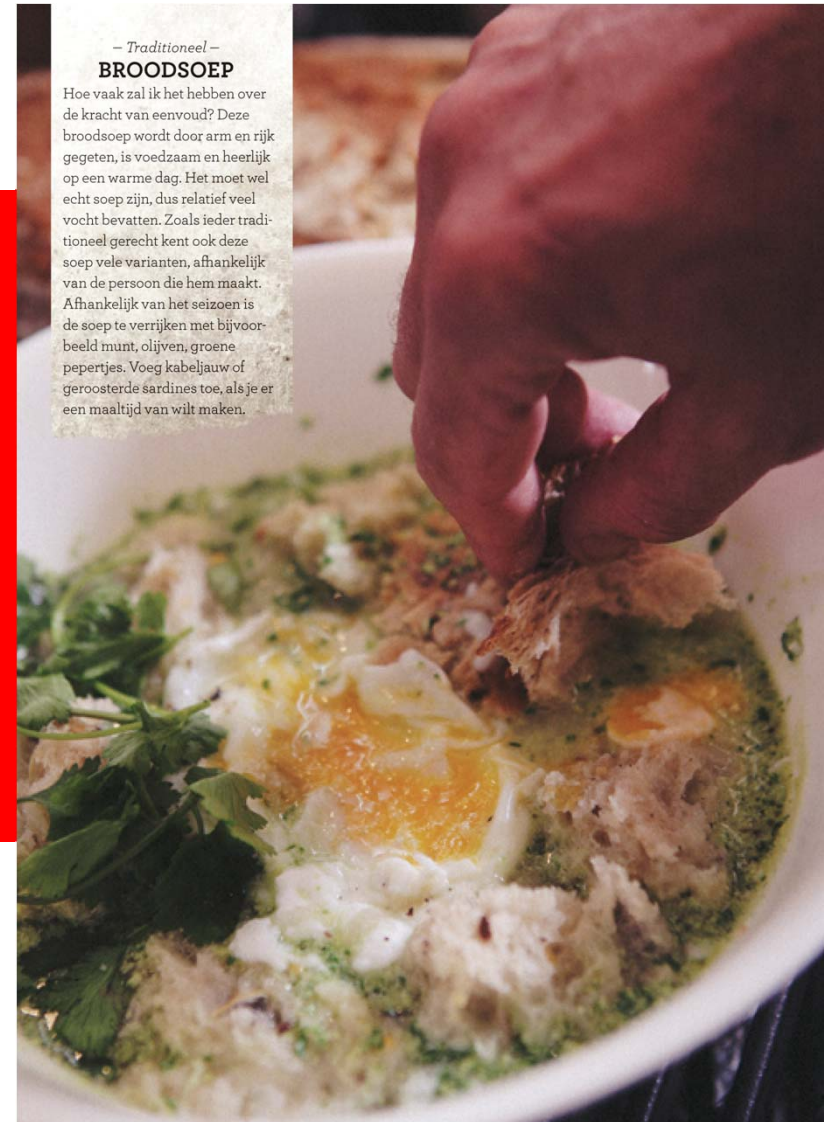 – Traditioneel –
BROODSOEP
Hoe vaak zal ik het hebben over
de kracht van eenvoud? Deze
broodsoep wordt door arm en rijk
gegeten, is voedzaam en heerlijk
op een warme dag. Het moet wel
echt soep zijn, dus relatief veel
vocht bevatten. Zoals ieder tradi-
tioneel gerecht kent ook deze
soep vele varianten, afhankelijk
van de persoon die hem maakt.
Afhankelijk van het seizoen is
de soep te verrijken met bijvoor-
beeld munt, olijven, groene
pepertjes. Voeg kabeljauw of
geroosterde sardines toe, als je er
een maaltijd van wilt maken.